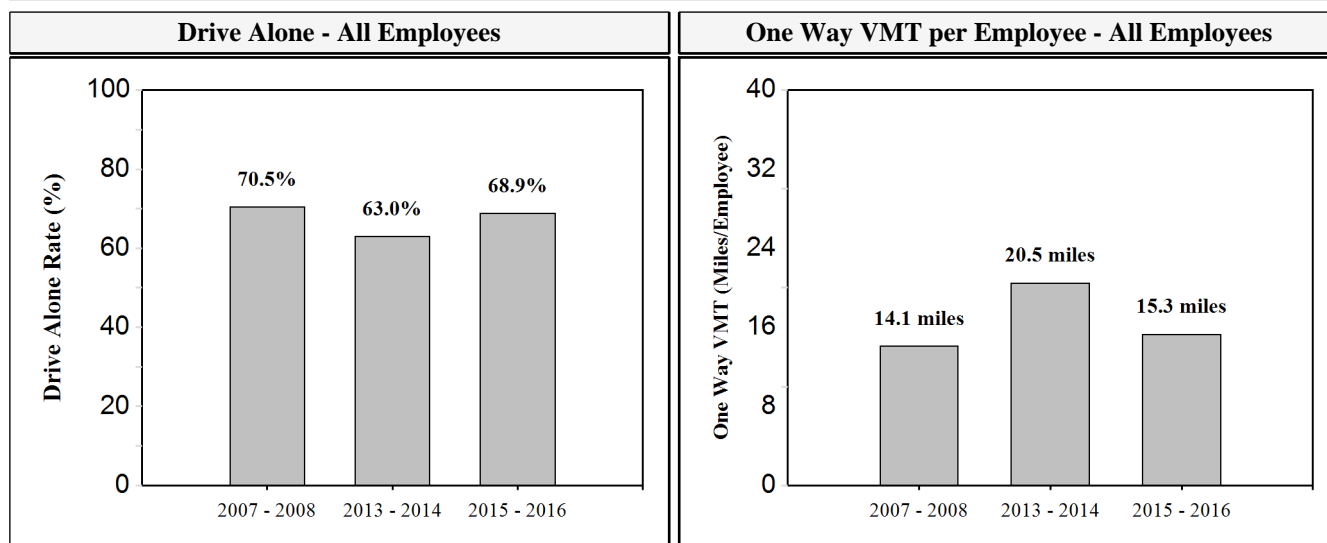 Drive Alone - All Employees
Drive Alone Rate (%)
100
80
60
40
20
0
70.5%
63.0%
68.9%
2007 - 2008
2013 - 2014
2015 - 2016
One Way VMT per Employee - All Employees
One Way VMT (Miles/Employee)
40
32
24
16
8
0
14.1 miles
20.5 miles
15.3 miles
2007 - 2008
2013 - 2014
2015 - 2016